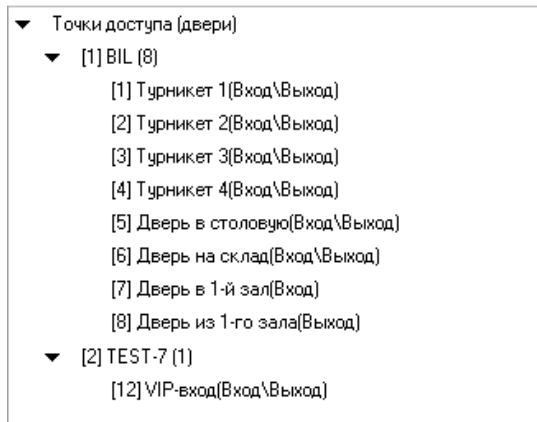 Точки доступа (двери)
[1] BIL (8)
[1] Турникет 1(Вход\Выход)
[2] Турникет 2(Вход\Выход)
[3] Турникет 3(Вход\Выход)
[4] Турникет 4(Вход\Выход)
[5] Дверь в столовую(Вход\Выход)
[6] Дверь на склад(Вход\Выход)
[7] Дверь в 1-й зал(Вход)
[8] Дверь из 1-го зала(Выход)
[2] TEST-7 (1)
[12] VIP-вход(Вход\Выход)